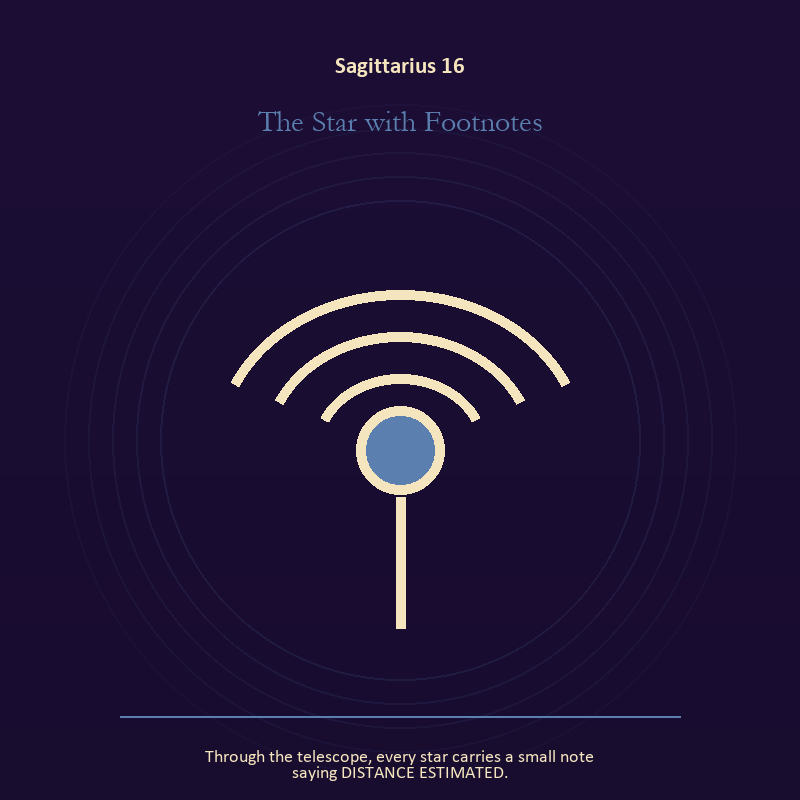 Sagittarius 16
The Star with Footnotes
Through the telescope, every star carries a small note
saying DISTANCE ESTIMATED.